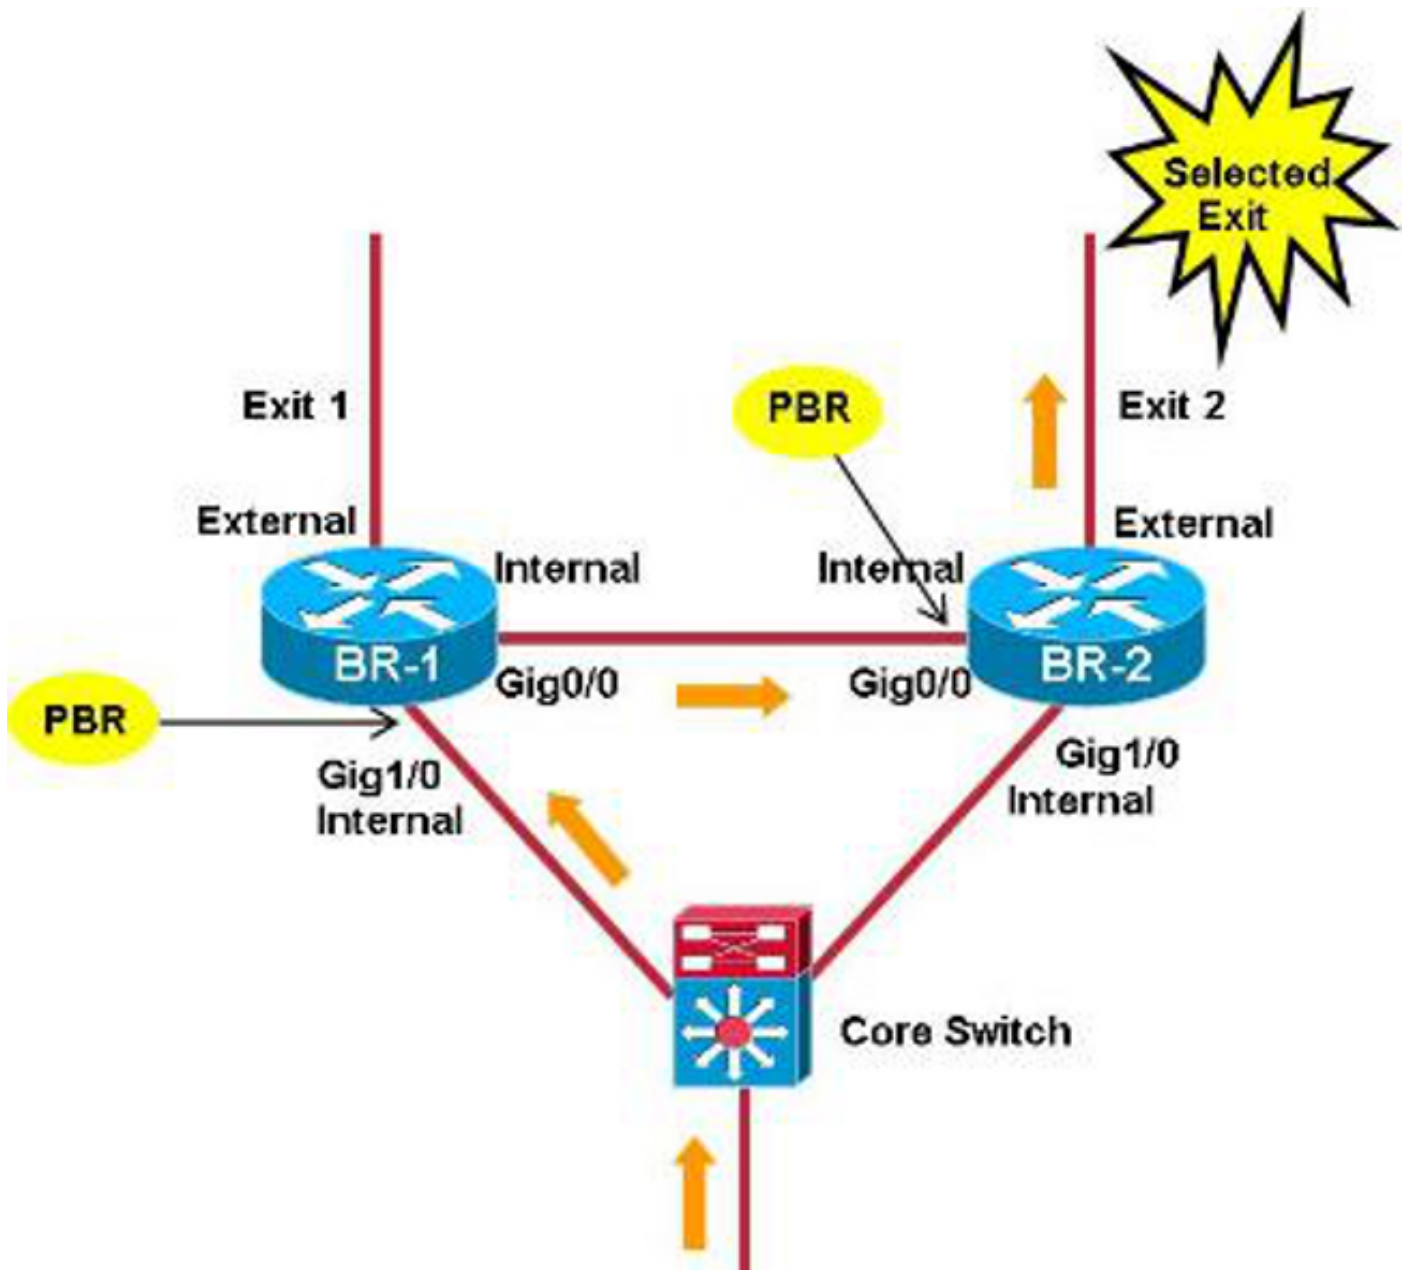 Selected
Exit
Exit 1
PBR
Exit 2
External
External
Internal
Internal
BR-1
BR-2
Gig0/0
Gig0/0
PBR
Gig1/0
Internal
Gig1/0
Internal
Core Switch